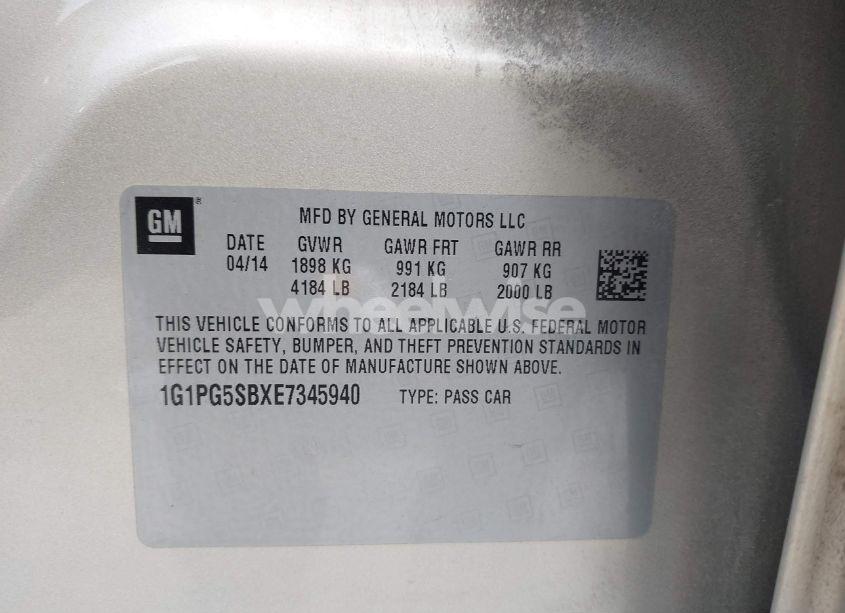 GM
MFD BY GENERAL MOTORS LLC
DATE GVWR GAWR FRT GAWR RR
04/14 1898 KG 991 KG 907 KG
4184 LB 2184 LB 2000 LB
wheelwise
THIS VEHICLE CONFORMS TO ALL APPLICABLE U.S. FEDERAL MOTOR
VEHICLE SAFETY, BUMPER, AND THEFT PREVENTION STANDARDS IN
EFFECT ON THE DATE OF MANUFACTURE SHOWN ABOVE.
1G1PG5SBXE7345940 TYPE: PASS CAR